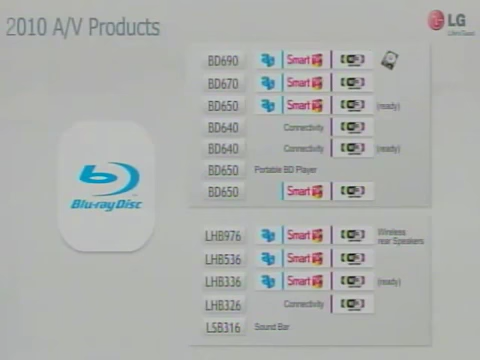 2010 A/V Products
LG
Life's Good
BD690 Smart
BD670 Smart
BD650 Smart (ready)
BD640 Connectivity
BD640 Connectivity (ready)
BD650 Portable BD Player
BD650 Smart
Blu-ray Disc
LHB976 Smart Wireless
rear Speakers
LHB536 Smart
LHB336 Smart (ready)
LHB326 Connectivity
LSB316 Sound Bar